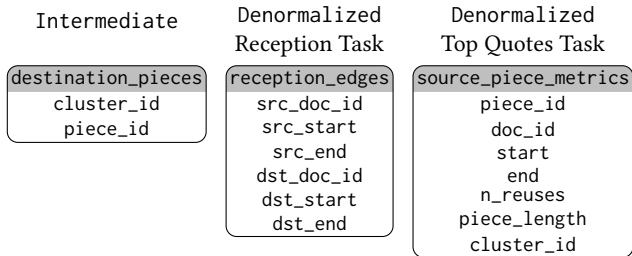 Intermediate
destination_pieces
cluster_id
piece_id
Denormalized
Reception Task
reception_edges
src_doc_id
src_start
src_end
dst_doc_id
dst_start
dst_end
Denormalized
Top Quotes Task
source_piece_metrics
piece_id
doc_id
start
end
n_reuses
piece_length
cluster_id